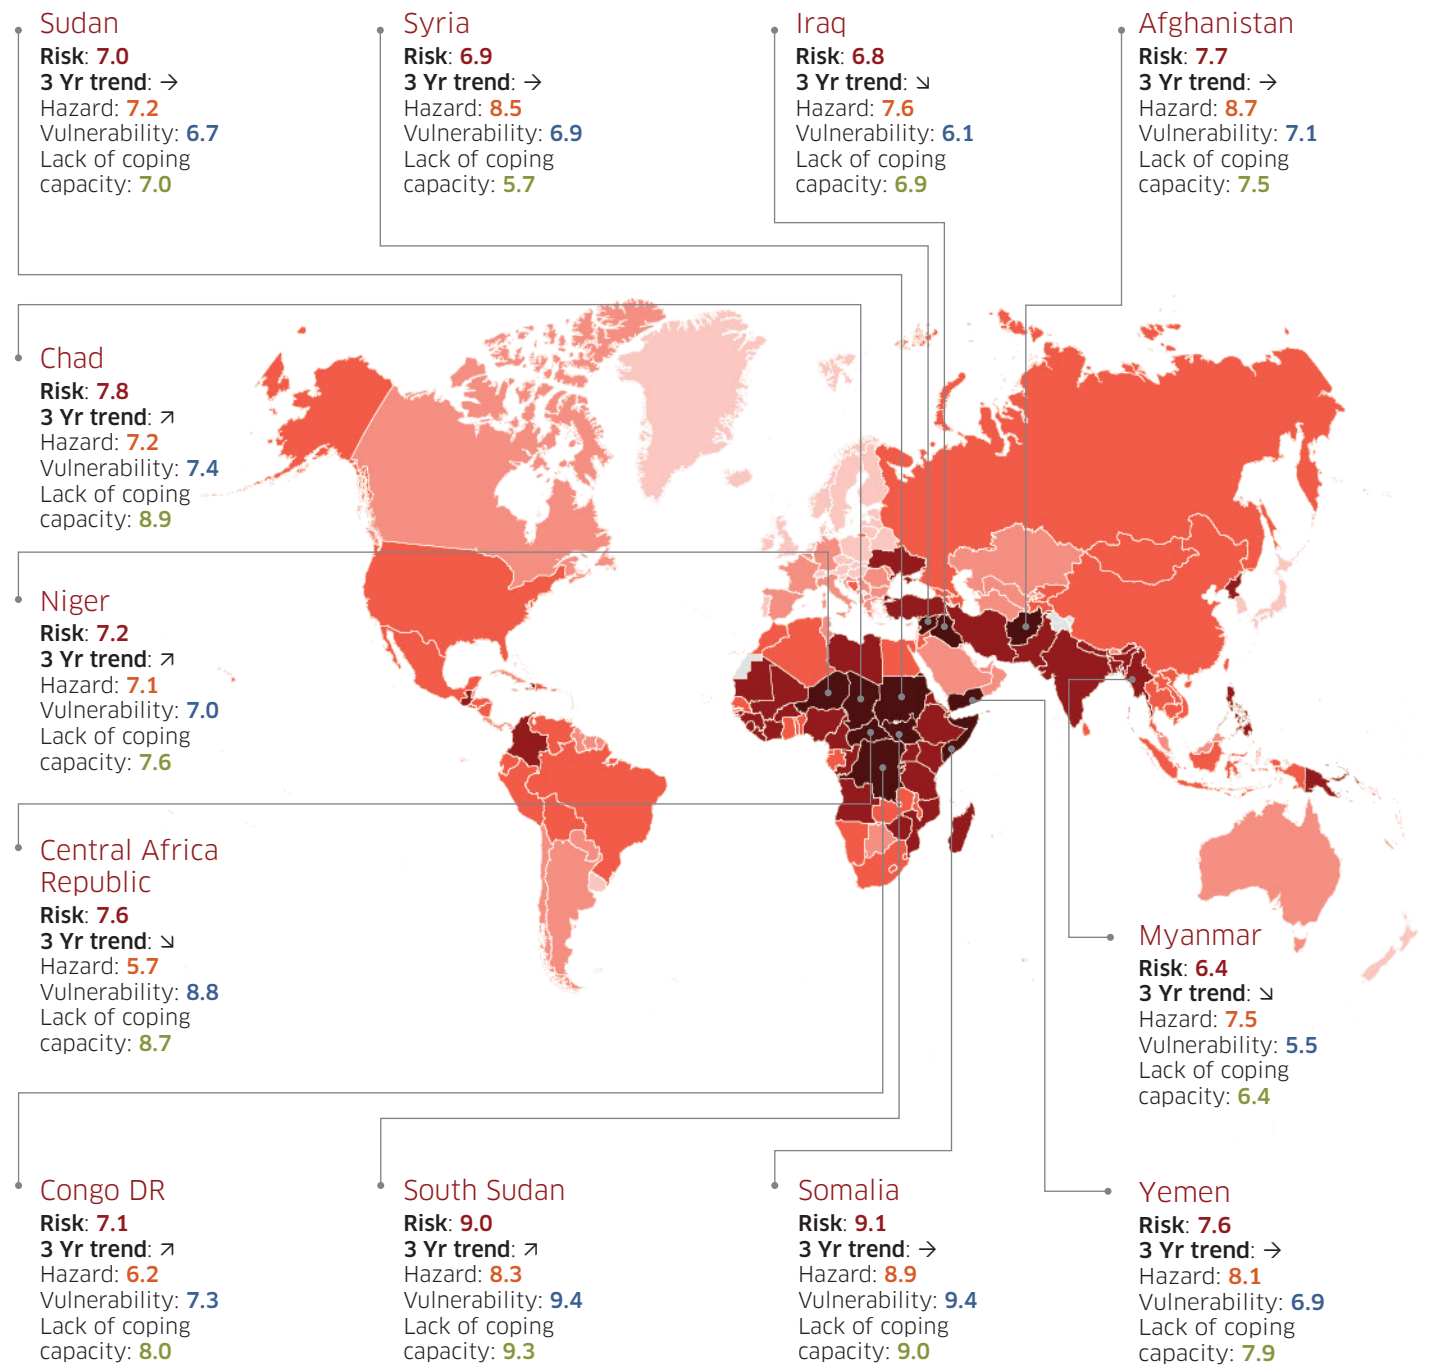 Sudan
Risk: 7.0
3 Yr trend: →
Hazard: 7.2
Vulnerability: 6.7
Lack of coping
capacity: 7.0
Syria
Risk: 6.9
3 Yr trend: →
Hazard: 8.5
Vulnerability: 6.9
Lack of coping
capacity: 5.7
Iraq
Risk: 6.8
3 Yr trend: ↘
Hazard: 7.6
Vulnerability: 6.1
Lack of coping
capacity: 6.9
Afghanistan
Risk: 7.7
3 Yr trend: →
Hazard: 8.7
Vulnerability: 7.1
Lack of coping
capacity: 7.5
Chad
Risk: 7.8
3 Yr trend: ↗
Hazard: 7.2
Vulnerability: 7.4
Lack of coping
capacity: 8.9
Niger
Risk: 7.2
3 Yr trend: ↗
Hazard: 7.1
Vulnerability: 7.0
Lack of coping
capacity: 7.6
Central Africa
Republic
Risk: 7.6
3 Yr trend: ↘
Hazard: 5.7
Vulnerability: 8.8
Lack of coping
capacity: 8.7
Myanmar
Risk: 6.4
3 Yr trend: ↘
Hazard: 7.5
Vulnerability: 5.5
Lack of coping
capacity: 6.4
Congo DR
Risk: 7.1
3 Yr trend: ↗
Hazard: 6.2
Vulnerability: 7.3
Lack of coping
capacity: 8.0
South Sudan
Risk: 9.0
3 Yr trend: ↗
Hazard: 8.3
Vulnerability: 9.4
Lack of coping
capacity: 9.3
Somalia
Risk: 9.1
3 Yr trend: →
Hazard: 8.9
Vulnerability: 9.4
Lack of coping
capacity: 9.0
Yemen
Risk: 7.6
3 Yr trend: →
Hazard: 8.1
Vulnerability: 6.9
Lack of coping
capacity: 7.9